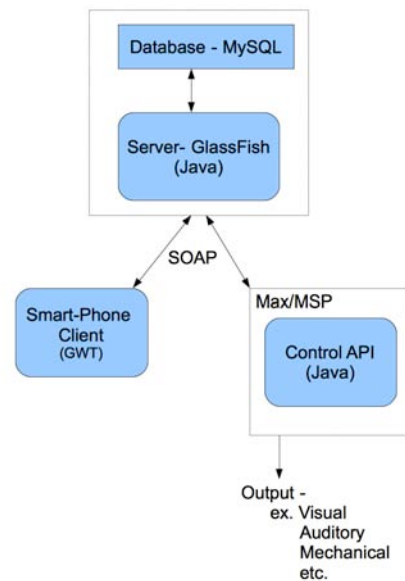 Database - MySQL
Server- GlassFish
(Java)
SOAP
Smart-Phone
Client
(GWT)
Max/MSP
Control API
(Java)
Output -
ex. Visual
Auditory
Mechanical
etc.